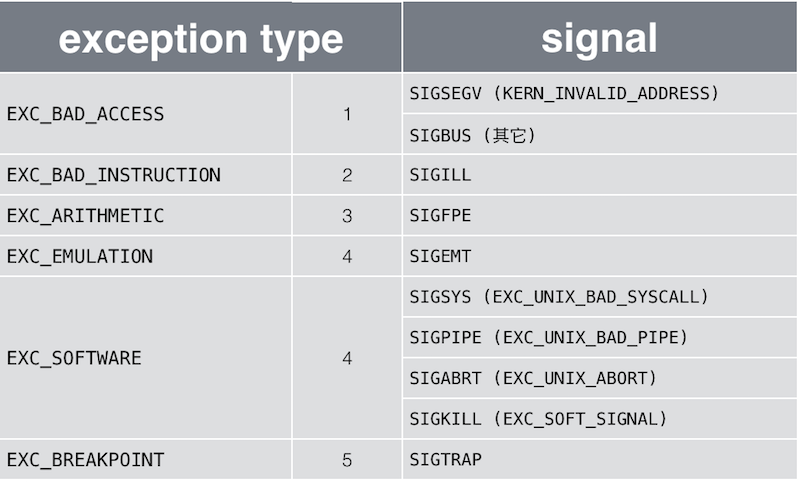 exception type signal
EXC_BAD_ACCESS 1 SIGSEGV (KERN_INVALID_ADDRESS)
SIGBUS (其它)
EXC_BAD_INSTRUCTION 2 SIGILL
EXC_ARITHMETIC 3 SIGFPE
EXC_EMULATION 4 SIGEMT
EXC_SOFTWARE 4 SIGSYS (EXC_UNIX_BAD_SYSCALL)
SIGPIPE (EXC_UNIX_BAD_PIPE)
SIGABRT (EXC_UNIX_ABORT)
SIGKILL (EXC_SOFT_SIGNAL)
EXC_BREAKPOINT 5 SIGTRAP